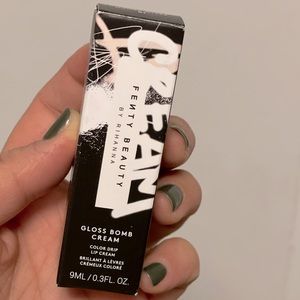 CREAM
FENTY BEAUTY
BY RIHANNA
GLOSS BOMB
CREAM
COLOR DRIP
LIP CREAM
BRILLANT À LÈVRES
CRÉMEUX COLORÉ
9ML / 0.3FL. OZ.